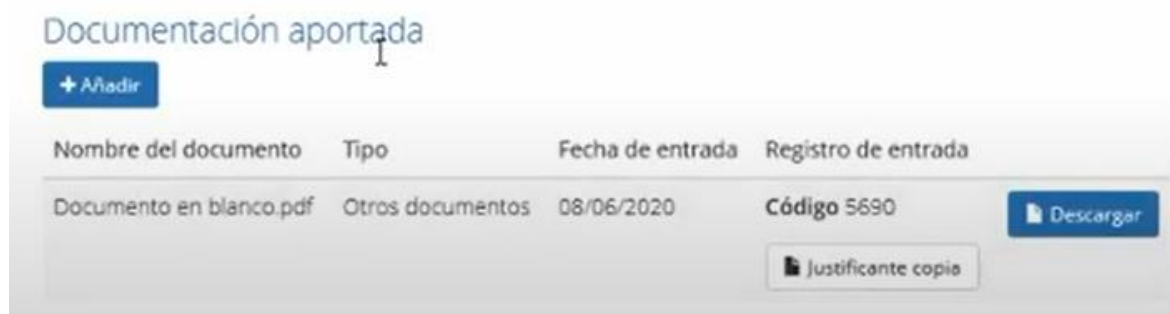 Documentación aportada
+ Añadir
Nombre del documento Tipo Fecha de entrada Registro de entrada
Documento en blanco.pdf Otros documentos 08/06/2020 Código 5690 Descargar
Justificante copia